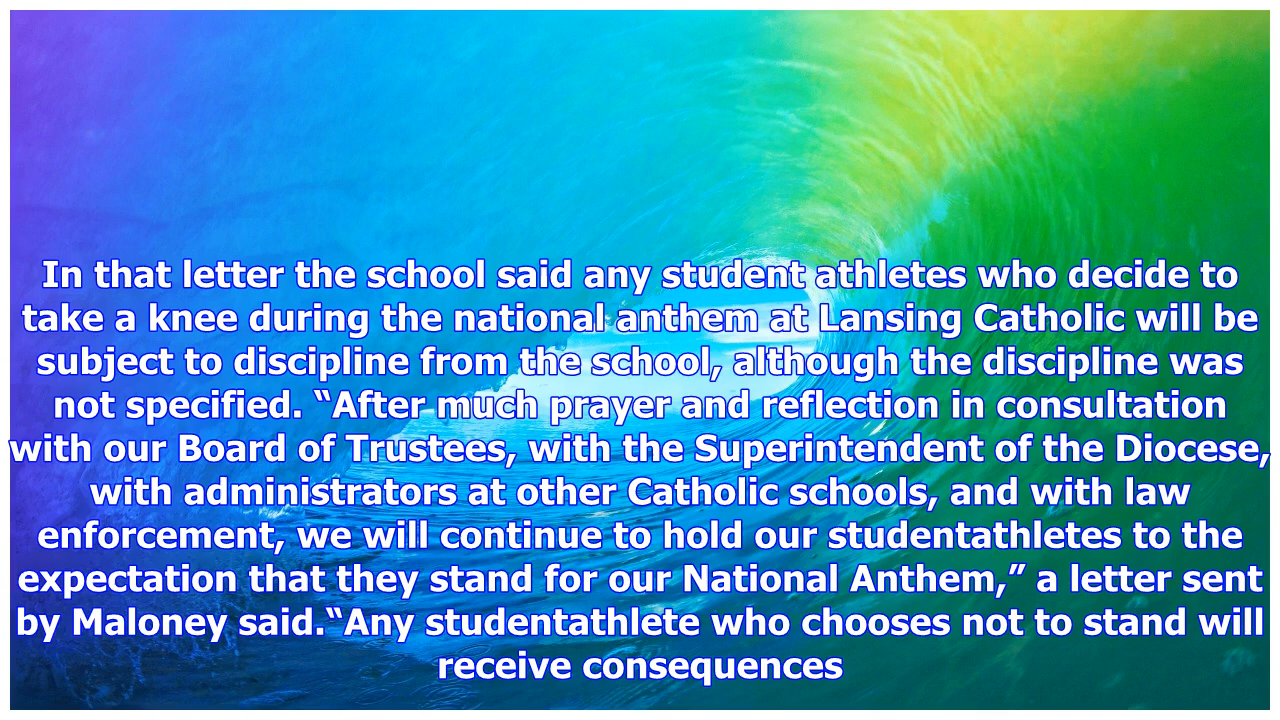 In that letter the school said any student athletes who decide to
take a knee during the national anthem at Lansing Catholic will be
subject to discipline from the school, although the discipline was
not specified. “After much prayer and reflection in consultation
with our Board of Trustees, with the Superintendent of the Diocese,
with administrators at other Catholic schools, and with law
enforcement, we will continue to hold our studentathletes to the
expectation that they stand for our National Anthem,” a letter sent
by Maloney said.“Any studentathlete who chooses not to stand will
receive consequences